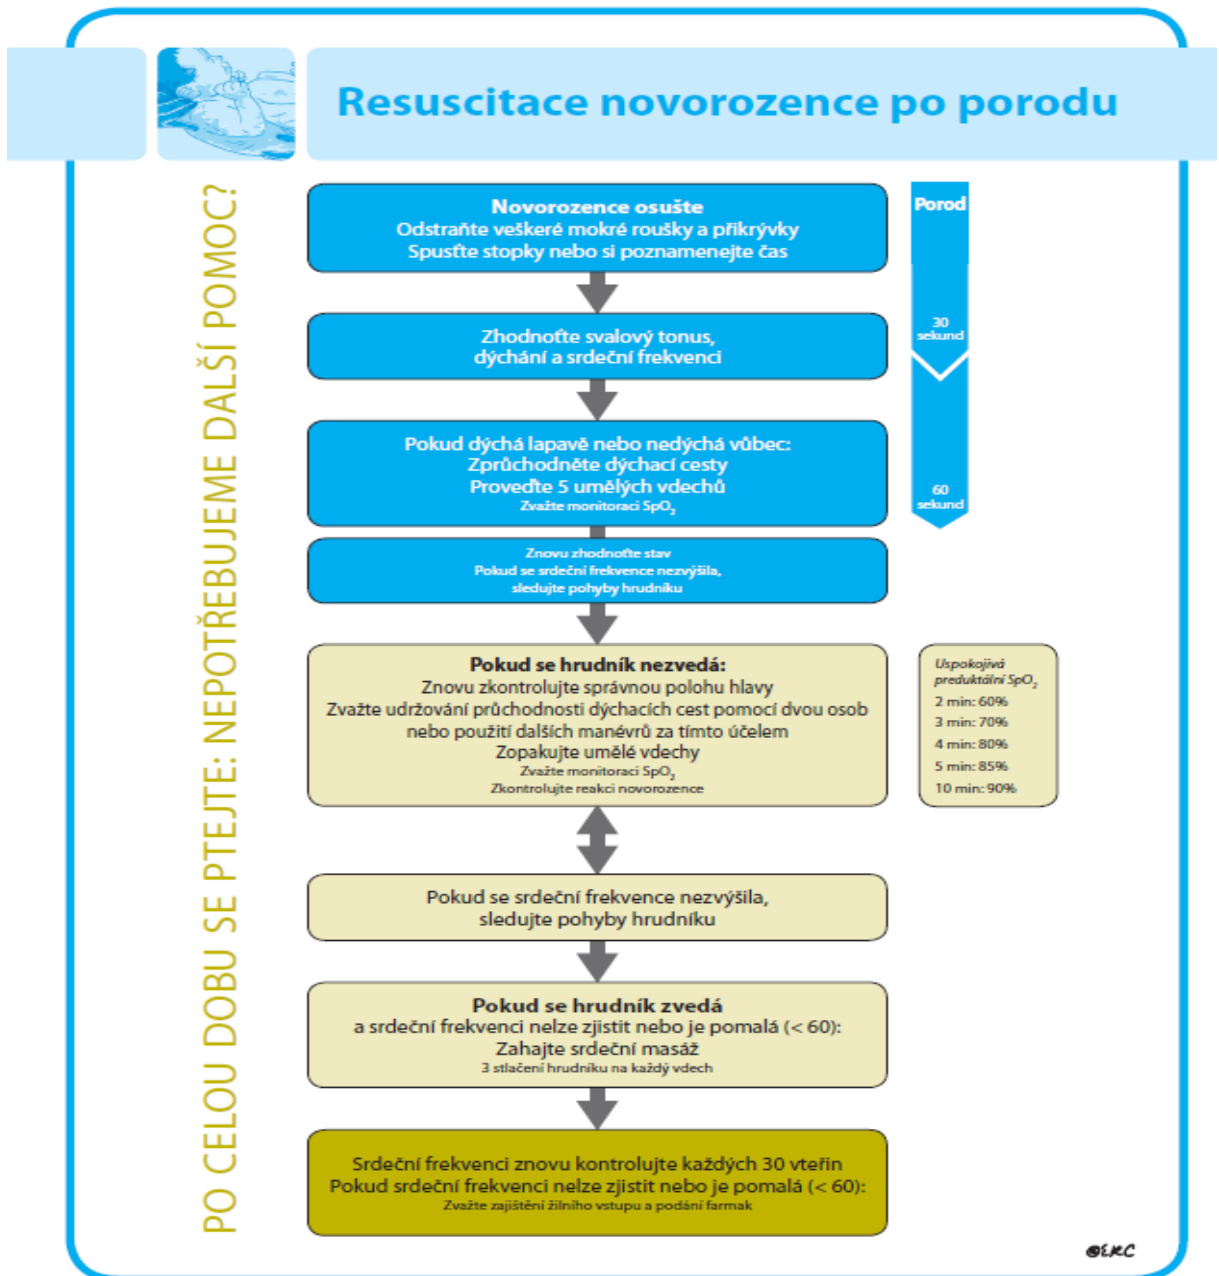 Resuscitace novorozence po porodu
PO CELOU DOBU SE PTEJTE: NEPOTŘEBUJEME DALŠÍ POMOC?
Novorozence osušte
Odstraňte veškeré mokré roušky a přikrývky
Spusťte stopky nebo si poznamenejte čas
Porod
Zhodnoťte svalový tonus,
dýchání a srdeční frekvenci
30
sekund
Pokud dýchá lapavě nebo nedýchá vůbec:
Zprůchodněte dýchací cesty
Proveďte 5 umělých vdechů
Zvažte monitoraci SpO₂
60
sekund
Znovu zhodnoťte stav
Pokud se srdeční frekvence nezvýšila,
sledujte pohyby hrudníku
Pokud se hrudník nezvedá:
Znovu zkontrolujte správnou polohu hlavy
Zvažte udržování průchodnosti dýchacích cest pomocí dvou osob
nebo použití dalších manévrů za tímto účelem
Zopakujte umělé vdechy
Zvažte monitoraci SpO₂
Zkontrolujte reakci novorozence
Uspokojivá
preduktální SpO₂
2 min: 60%
3 min: 70%
4 min: 80%
5 min: 85%
10 min: 90%
Pokud se srdeční frekvence nezvýšila,
sledujte pohyby hrudníku
Pokud se hrudník zvedá
a srdeční frekvenci nelze zjistit nebo je pomalá (< 60):
Zahajte srdeční masáž
3 stlačení hrudníku na každý vdech
Srdeční frekvenci znovu kontrolujte každých 30 vteřin
Pokud srdeční frekvenci nelze zjistit nebo je pomalá (< 60):
Zvažte zajištění žilního vstupu a podání farmak
@ERC